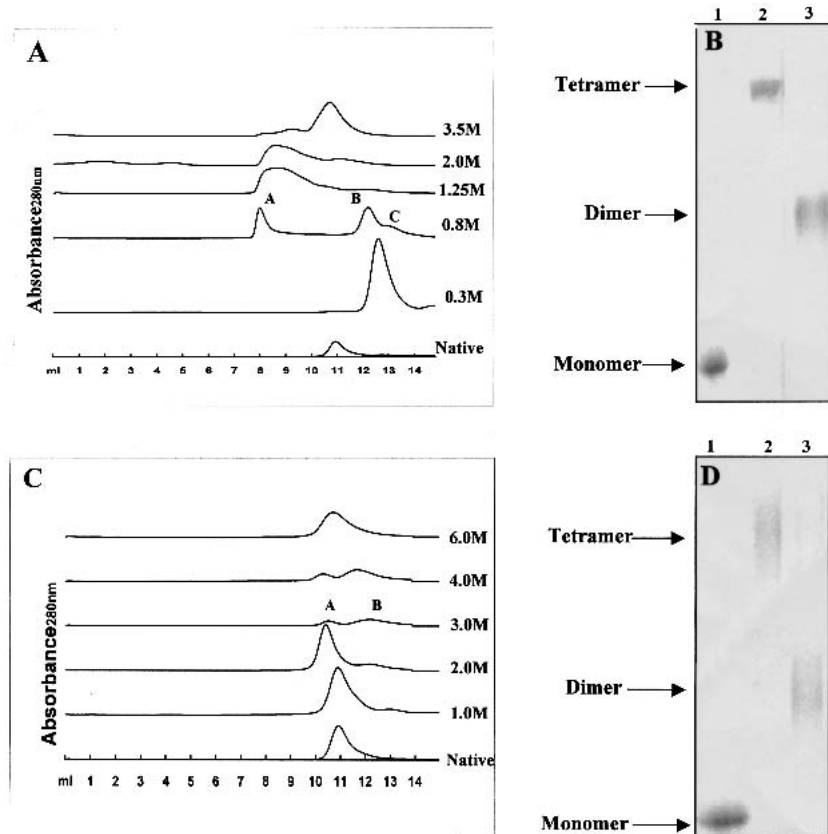 A
Absorbance280nm
3.5M
2.0M
1.25M
A B C 0.8M
0.3M
Native
ml 1 2 3 4 5 6 7 8 9 10 11 12 13 14
1 2 3
B
Tetramer
Dimer
Monomer
C
Absorbance280nm
6.0M
4.0M
A B 3.0M
2.0M
1.0M
Native
ml 1 2 3 4 5 6 7 8 9 10 11 12 13 14
1 2 3
D
Tetramer
Dimer
Monomer